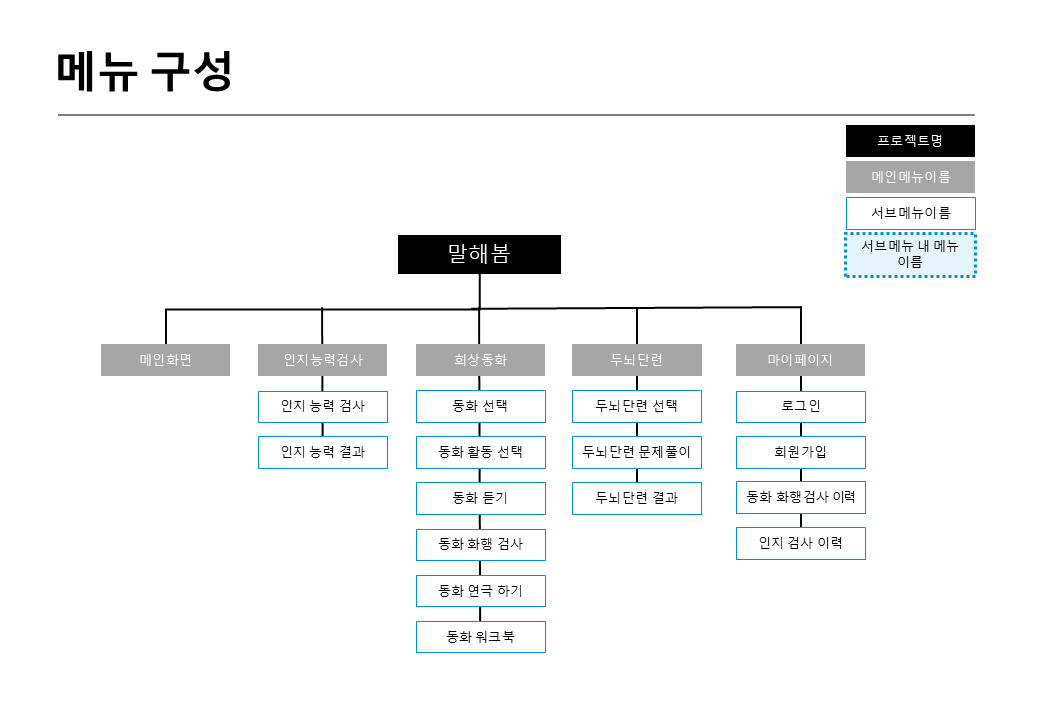 메뉴 구성
프로젝트명
메인메뉴이름
서브메뉴이름
서브메뉴 내 메뉴
이름
말해봄
메인화면
인지능력검사
회상동화
두뇌단련
마이페이지
인지 능력 검사
동화 선택
두뇌단련 선택
로그인
인지 능력 결과
동화 활동 선택
두뇌단련 문제풀이
회원가입
동화 듣기
두뇌단련 결과
동화 화행검사 이력
동화 화행 검사
인지 검사 이력
동화 연극 하기
동화 워크북